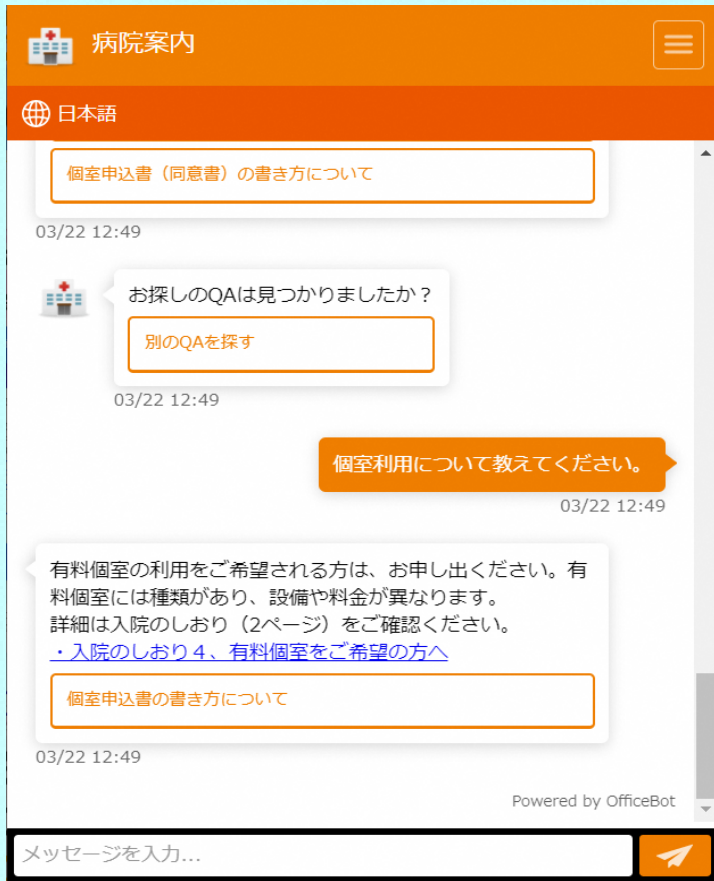 病院案内
日本語
個室申込書（同意書）の書き方について
03/22 12:49
お探しのQAは見つかりましたか？
別のQAを探す
03/22 12:49
個室利用について教えてください。
03/22 12:49
有料個室の利用をご希望される方は、お申し出ください。有
料個室には種類があり、設備や料金が異なります。
詳細は入院のしおり（2ページ）をご確認ください。
・入院のしおり４、有料個室をご希望の方へ
個室申込書の書き方について
03/22 12:49
Powered by OfficeBot
メッセージを入力...